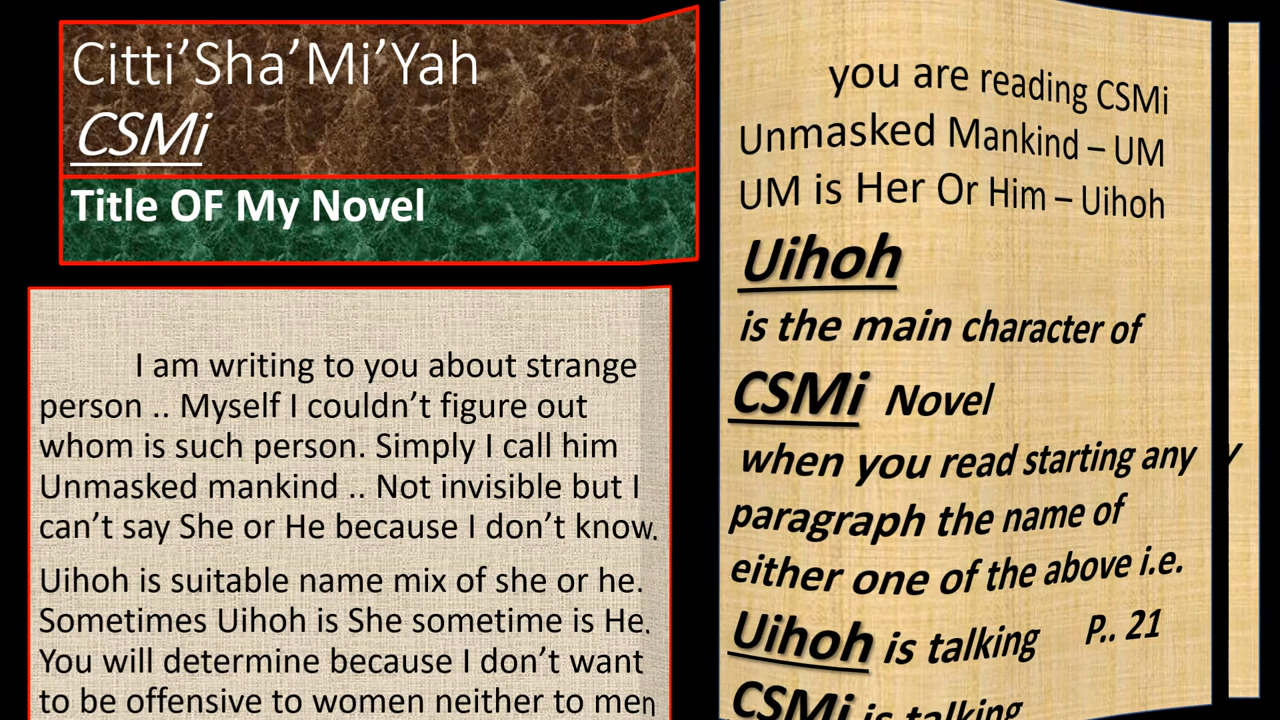 Citti’Sha’Mi’Yah
CSMi
Title OF My Novel
I am writing to you about strange
person .. Myself I couldn’t figure out
whom is such person. Simply I call him
Unmasked mankind .. Not invisible but I
can’t say She or He because I don’t know.
Uihoh is suitable name mix of she or he.
Sometimes Uihoh is She sometime is He.
You will determine because I don’t want
to be offensive to women neither to men
you are reading CSMi
Unmasked Mankind – UM
UM is Her Or Him – Uihoh
Uihoh
is the main character of
CSMi Novel
when you read starting any
paragraph the name of
either one of the above i.e.
Uihoh is talking P.. 21
CSMi is talking